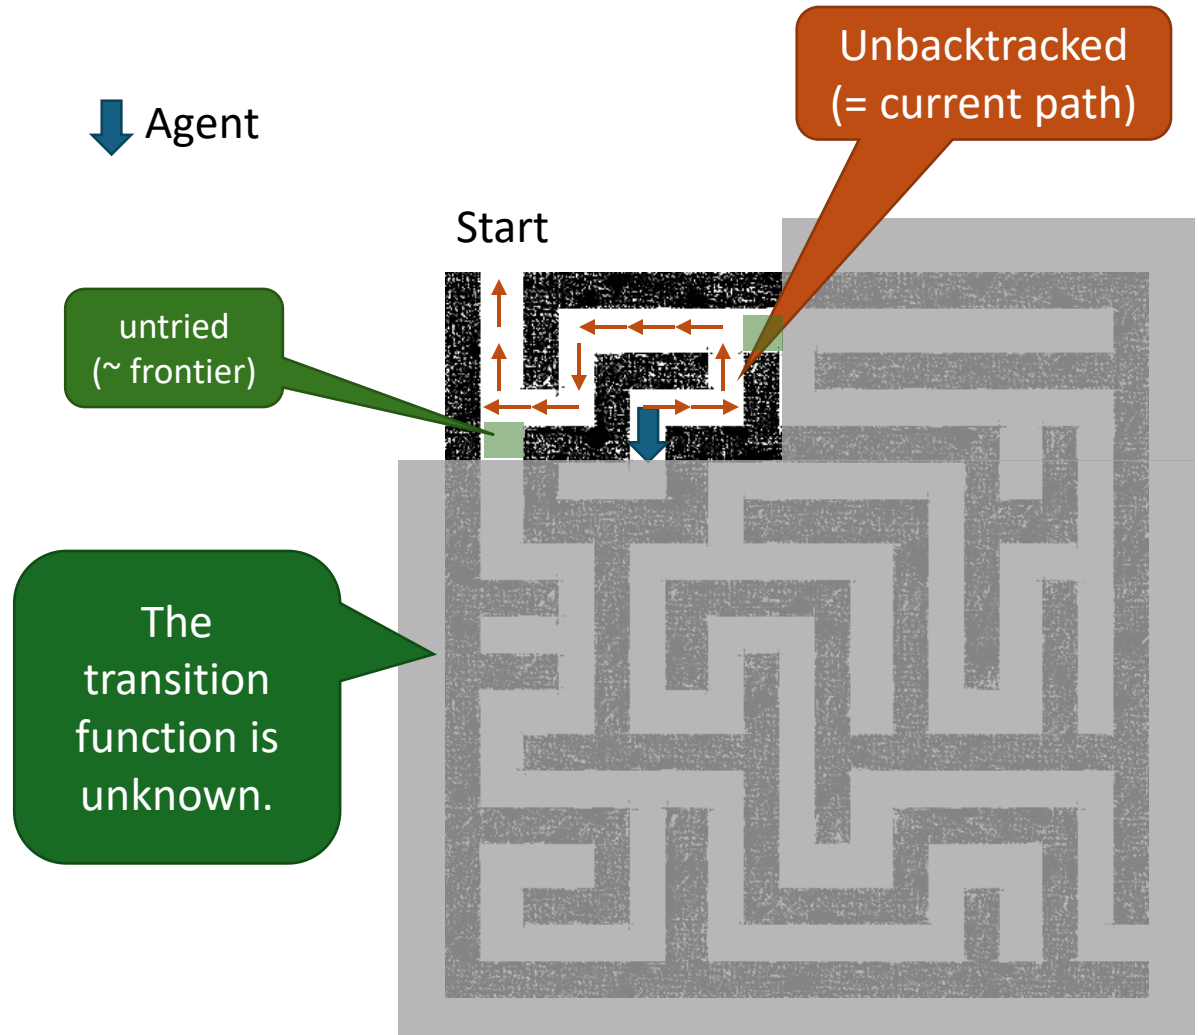 Unbacktracked
(= current path)
Agent
Start
untried
(~ frontier)
The
transition
function is
unknown.